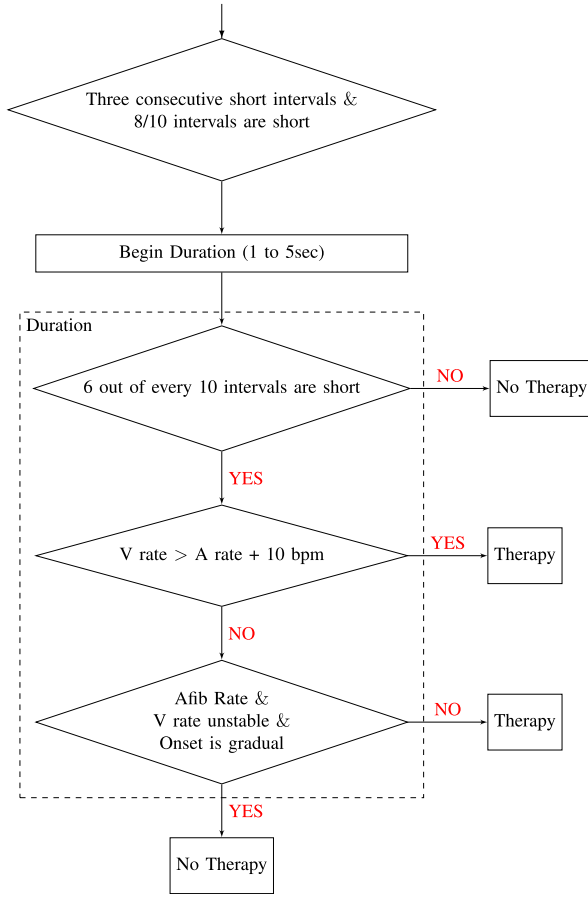 Three consecutive short intervals &
8/10 intervals are short
Begin Duration (1 to 5sec)
Duration
6 out of every 10 intervals are short
NO
No Therapy
YES
V rate > A rate + 10 bpm
YES
Therapy
NO
Afib Rate &
V rate unstable &
Onset is gradual
NO
Therapy
YES
No Therapy